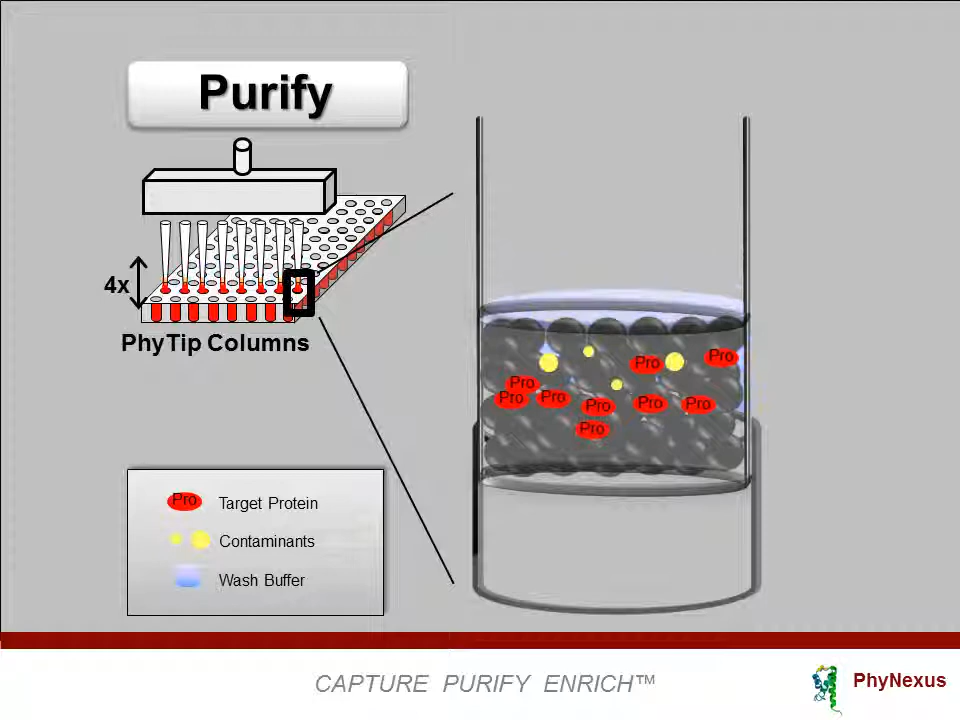 Purify
4x
PhyTip Columns
Pro
Pro
Pro
Pro
Pro
Pro
Pro
Pro
Pro
Pro Target Protein
Contaminants
Wash Buffer
CAPTURE PURIFY ENRICH™
PhyNexus